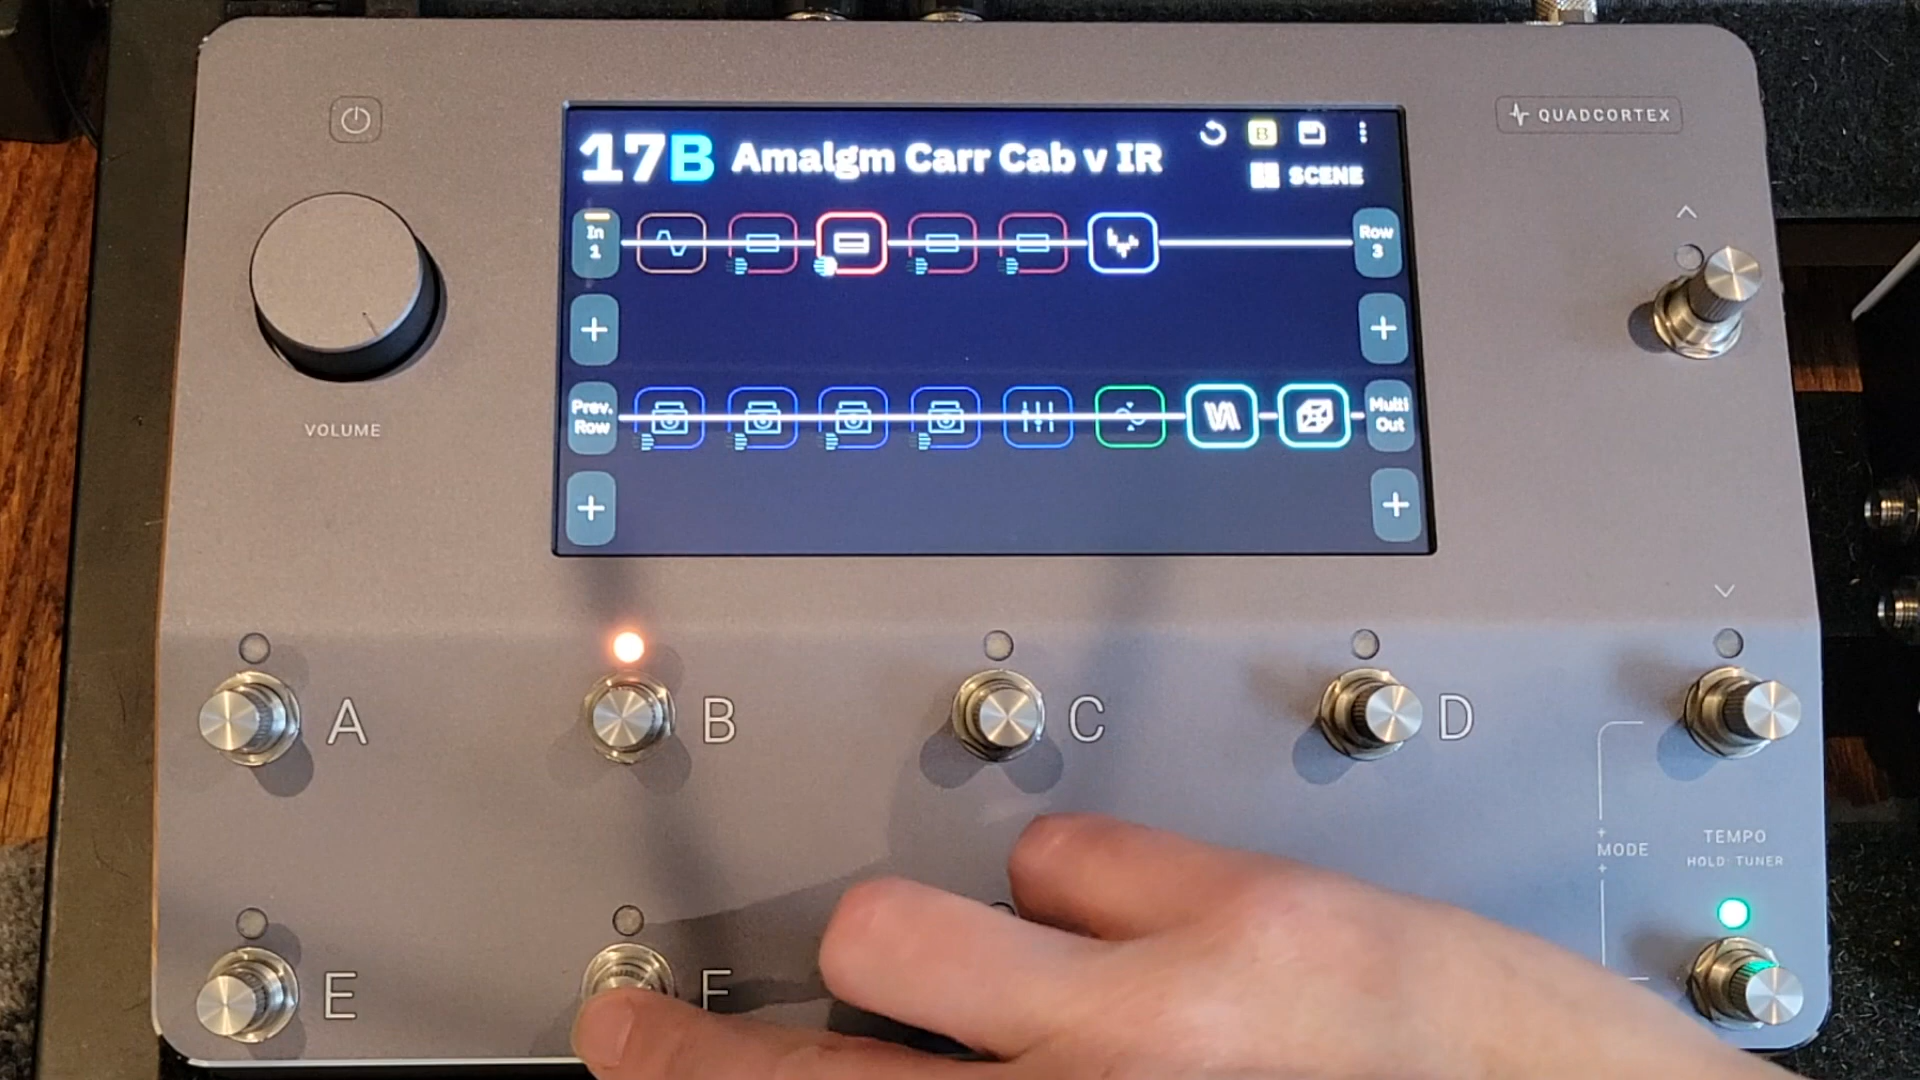 QUADCORTEX
17B Amalgm Carr Cab v IR
B
SCENE
In
1
Row
3
Prev.
Row
Multi
Out
VOLUME
A
B
C
D
+
MODE
+
TEMPO
HOLD: TUNER
E
F